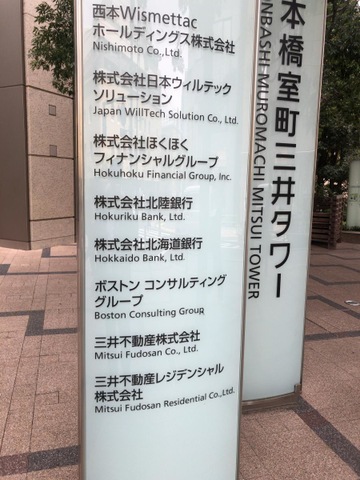 西本Wismettac
ホールディングス株式会社
Nishimoto Co.,Ltd.
株式会社日本ウィルテック
ソリューション
Japan WillTech Solution Co., Ltd.
株式会社ほくほく
フィナンシャルグループ
Hokuhoku Financial Group, Inc.
株式会社北陸銀行
Hokuriku Bank, Ltd.
株式会社北海道銀行
Hokkaido Bank, Ltd.
ボストン コンサルティング
グループ
Boston Consulting Group
三井不動産株式会社
Mitsui Fudosan Co., Ltd.
三井不動産レジデンシャル
株式会社
Mitsui Fudosan Residential Co.,Ltd.
本橋室町三井タワー
ONBASHI MUROMACHI MITSUI TOWER